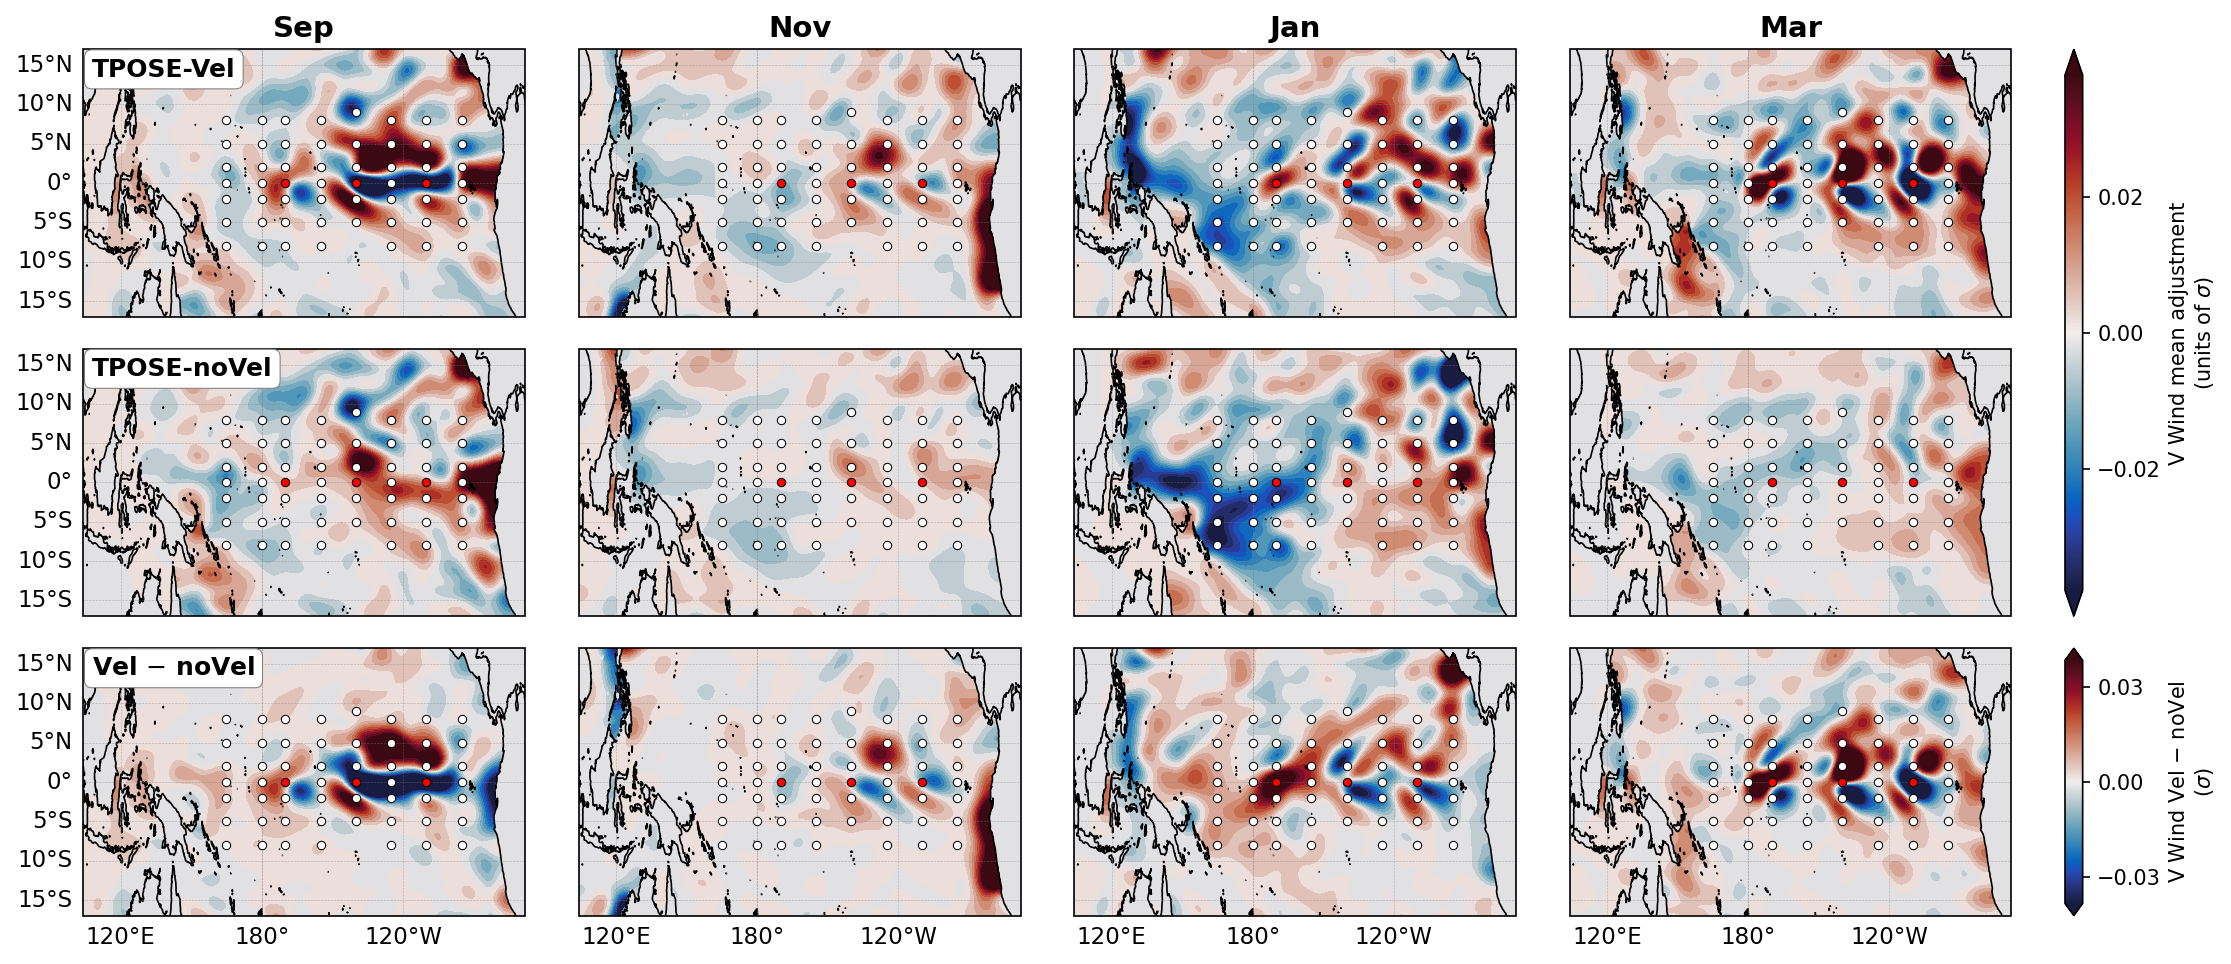 Sep Nov Jan Mar
TPOSE-Vel
15°N
10°N
5°N
0°
5°S
10°S
15°S
TPOSE-noVel
15°N
10°N
5°N
0°
5°S
10°S
15°S
0.02
0.00
−0.02
V Wind mean adjustment
(units of σ)
Vel − noVel
15°N
10°N
5°N
0°
5°S
10°S
15°S
120°E 180° 120°W 120°E 180° 120°W 120°E 180° 120°W 120°E 180° 120°W
0.03
0.00
−0.03
V Wind Vel − noVel
(σ)